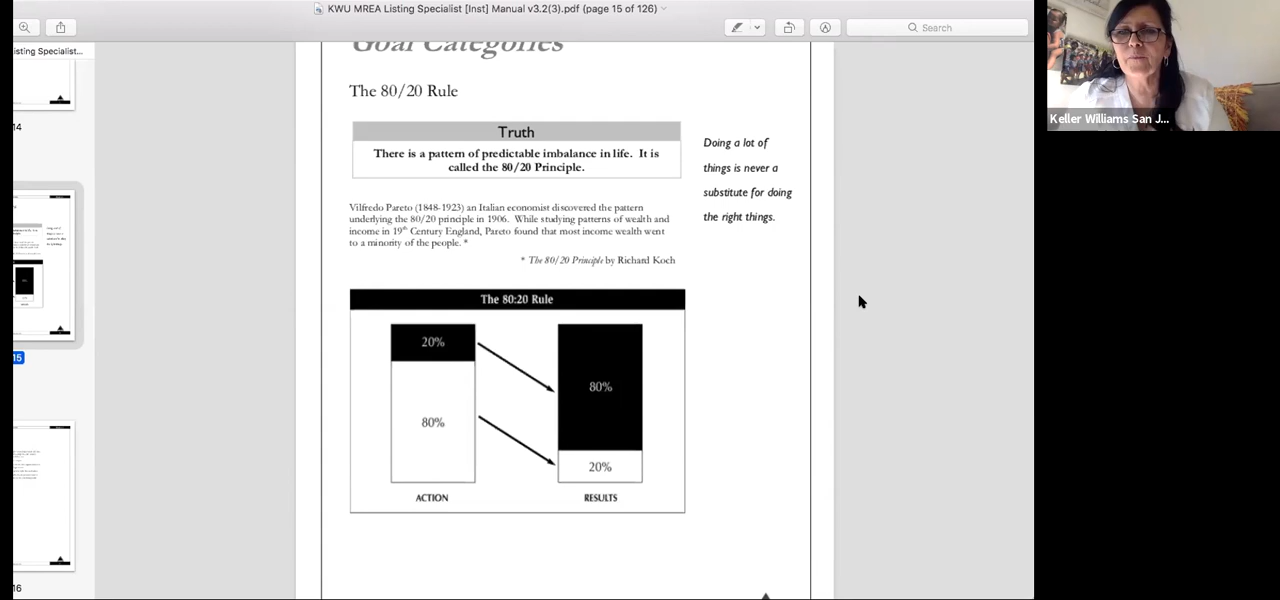 KWU MREA Listing Specialist [Inst] Manual v3.2(3).pdf (page 15 of 126)
Search
isting Specialist...
14
15
16
Goal Categories
The 80/20 Rule
Truth
There is a pattern of predictable imbalance in life. It is
called the 80/20 Principle.
Doing a lot of
things is never a
substitute for doing
the right things.
Vilfredo Pareto (1848-1923) an Italian economist discovered the pattern
underlying the 80/20 principle in 1906. While studying patterns of wealth and
income in 19th Century England, Pareto found that most income wealth went
to a minority of the people. *
* The 80/20 Principle by Richard Koch
The 80:20 Rule
20%
80%
80%
20%
ACTION
RESULTS
Keller Williams San J...